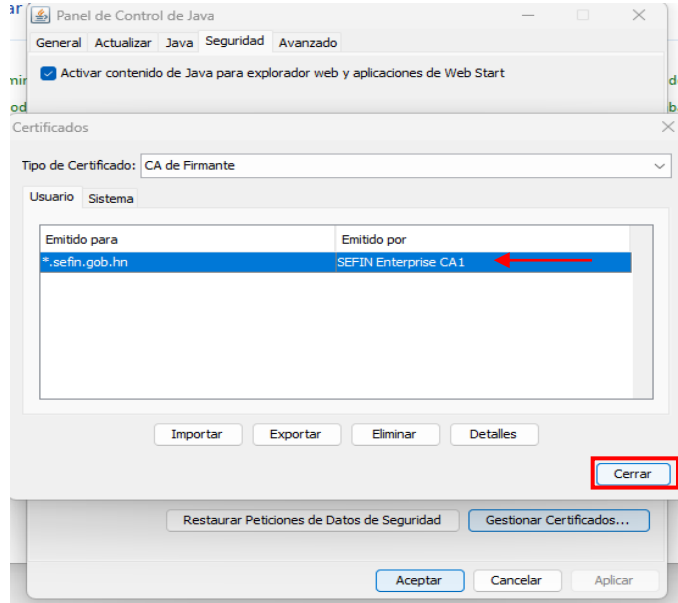 ar
Panel de Control de Java
General Actualizar Java Seguridad Avanzado
Activar contenido de Java para explorador web y aplicaciones de Web Start
Certificados
Tipo de Certificado: CA de Firmante
Usuario Sistema
Emitido para Emitido por
*.sefin.gob.hn SEFIN Enterprise CA1
Importar Exportar Eliminar Detalles
Cerrar
Restaurar Peticiones de Datos de Seguridad Gestionar Certificados...
Aceptar Cancelar Aplicar